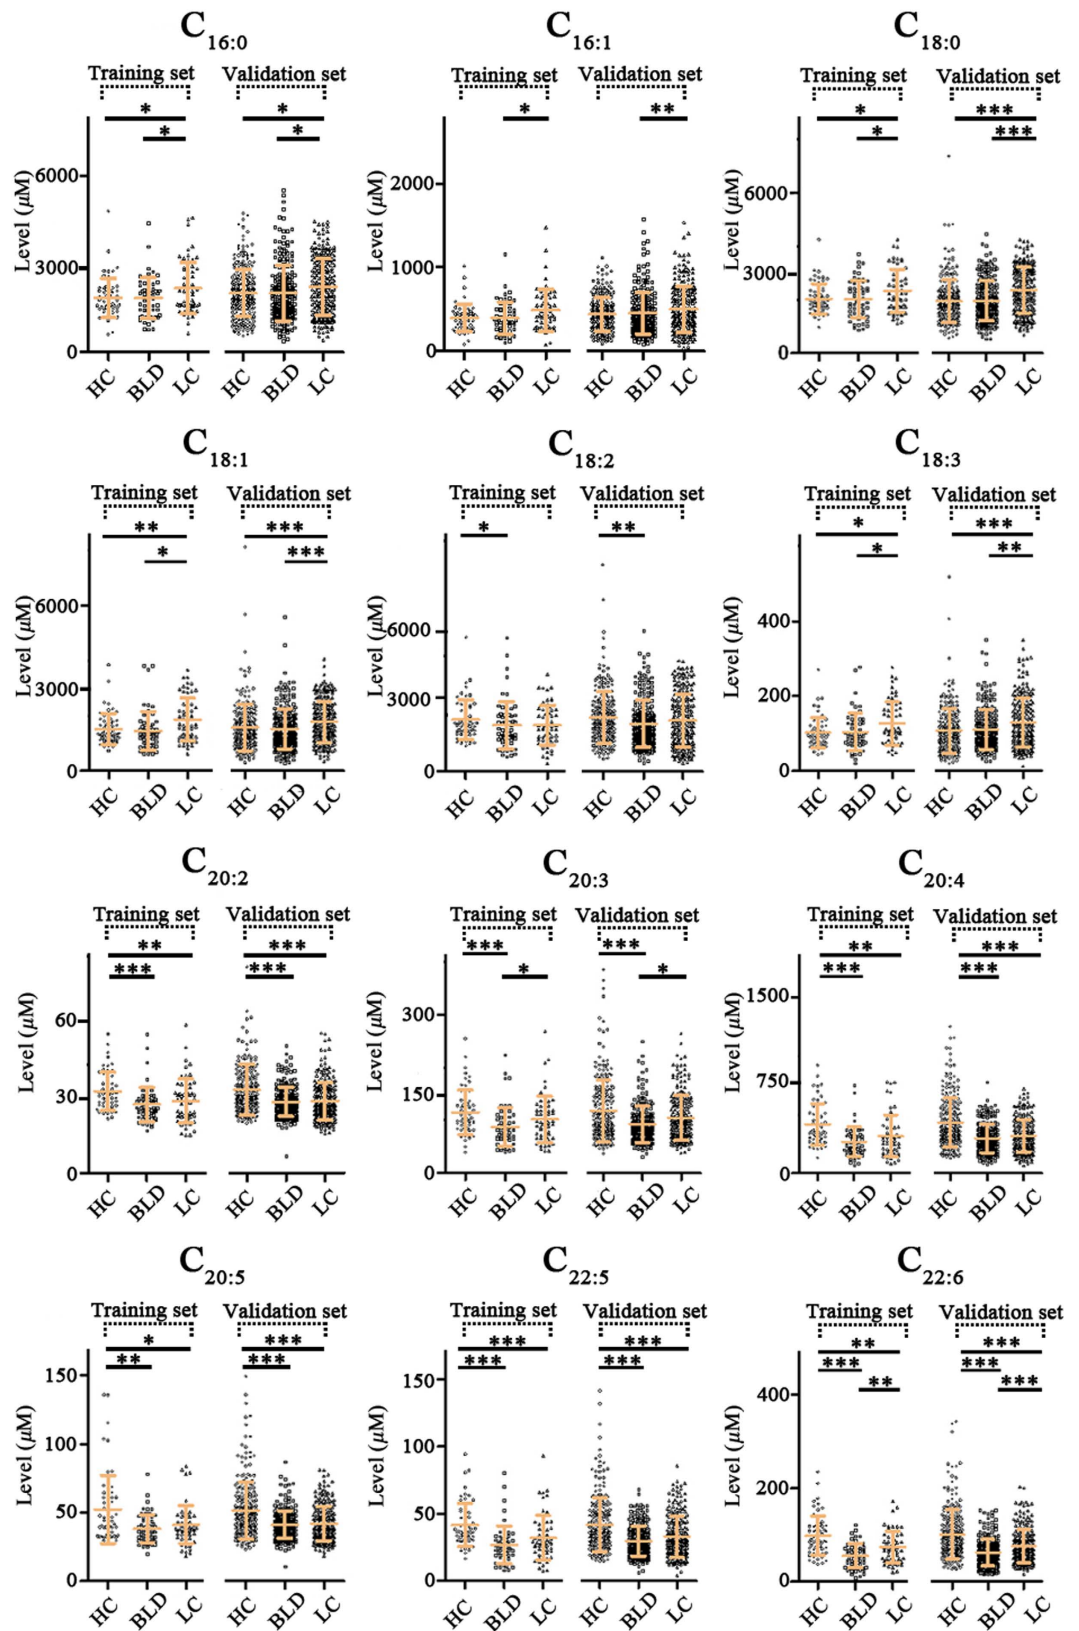 C16:0 C16:1 C18:0
Training set Validation set Training set Validation set Training set Validation set
* * * *** 
* * * ** * ***
Level (µM) 6000 3000 0
HC BLD LC HC BLD LC
Level (µM) 2000 1000 0
HC BLD LC HC BLD LC
Level (µM) 6000 3000 0
HC BLD LC HC BLD LC
C18:1 C18:2 C18:3
Training set Validation set Training set Validation set Training set Validation set
** *** * ** * ***
* *** * **
Level (µM) 6000 3000 0
HC BLD LC HC BLD LC
Level (µM) 6000 3000 0
HC BLD LC HC BLD LC
Level (µM) 400 200 0
HC BLD LC HC BLD LC
C20:2 C20:3 C20:4
Training set Validation set Training set Validation set Training set Validation set
** *** *** *** ** ***
*** *** * * *** ***
Level (µM) 60 30 0
HC BLD LC HC BLD LC
Level (µM) 300 150 0
HC BLD LC HC BLD LC
Level (µM) 1500 750 0
HC BLD LC HC BLD LC
C20:5 C22:5 C22:6
Training set Validation set Training set Validation set Training set Validation set
* *** *** *** ** ***
** *** *** *** *** ***
** ***
Level (µM) 150 100 50 0
HC BLD LC HC BLD LC
Level (µM) 150 100 50 0
HC BLD LC HC BLD LC
Level (µM) 400 200 0
HC BLD LC HC BLD LC